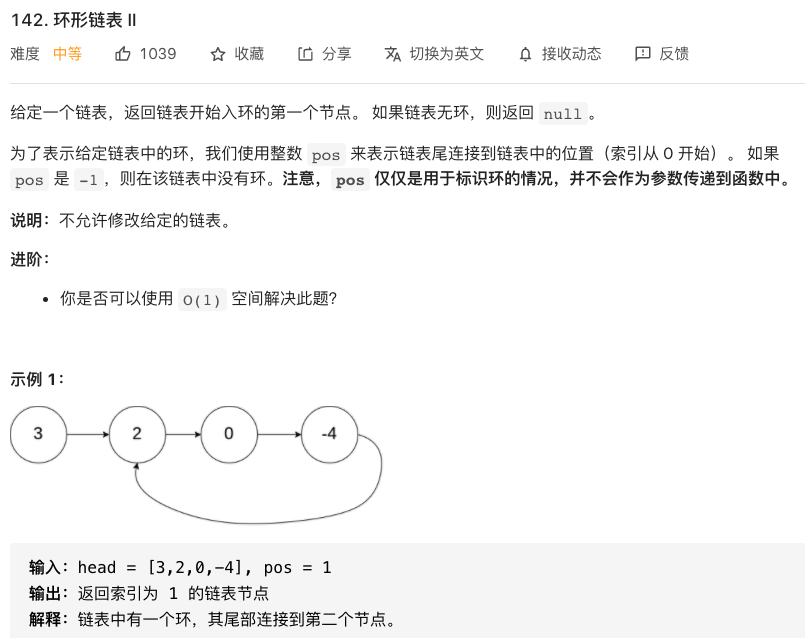 142. 环形链表 II
难度 中等 1039 收藏 分享 切换为英文 接收动态 反馈
给定一个链表，返回链表开始入环的第一个节点。 如果链表无环，则返回 null 。
为了表示给定链表中的环，我们使用整数 pos 来表示链表尾连接到链表中的位置（索引从 0 开始）。 如果
pos 是 -1 ，则在该链表中没有环。注意，pos 仅仅是用于标识环的情况，并不会作为参数传递到函数中。
说明：不允许修改给定的链表。
进阶：
• 你是否可以使用 O(1) 空间解决此题?
示例 1：
3 2 0 -4
输入：head = [3,2,0,-4], pos = 1
输出：返回索引为 1 的链表节点
解释：链表中有一个环，其尾部连接到第二个节点。